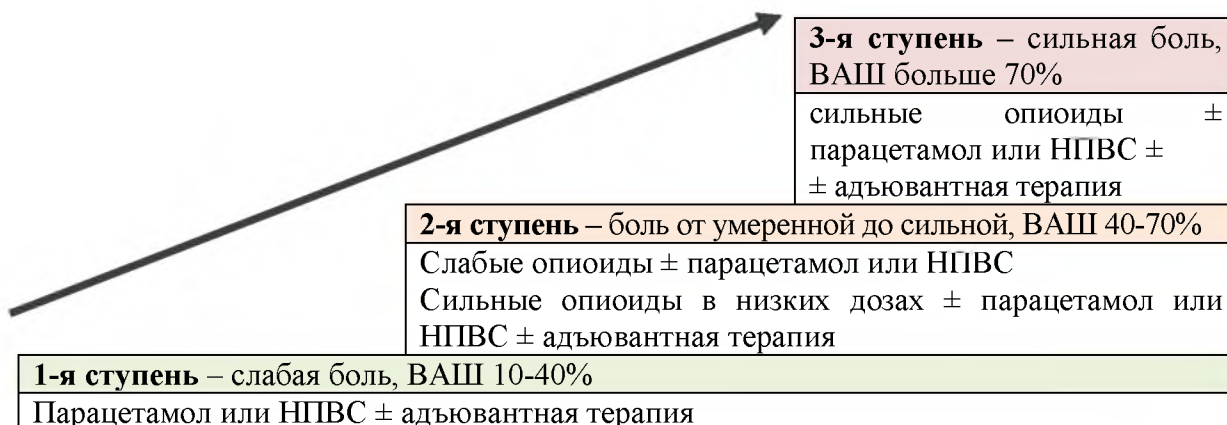 3-я ступень – сильная боль,
ВАШ больше 70%
сильные опиоиды ±
парацетамол или НПВС ±
± адъювантная терапия
2-я ступень – боль от умеренной до сильной, ВАШ 40-70%
Слабые опиоиды ± парацетамол или НПВС
Сильные опиоиды в низких дозах ± парацетамол или
НПВС ± адъювантная терапия
1-я ступень – слабая боль, ВАШ 10-40%
Парацетамол или НПВС ± адъювантная терапия